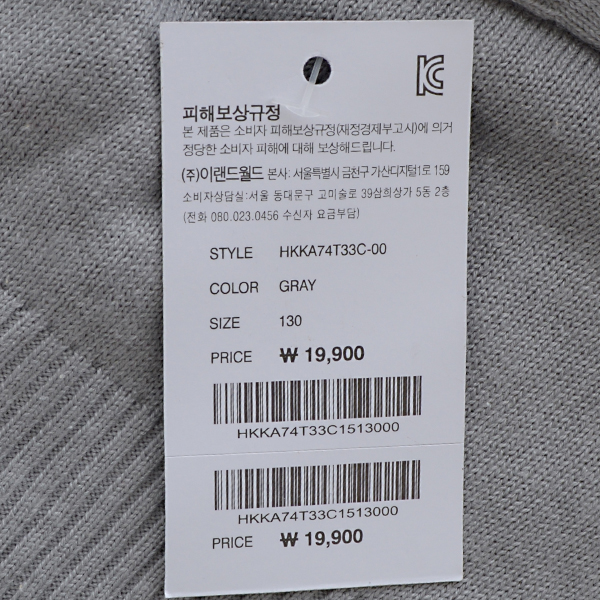 피해보상규정
본 제품은 소비자 피해보상규정(재정경제부고시)에 의거
정당한 소비자 피해에 대해 보상해드립니다.
(주)이랜드월드 본사: 서울특별시 금천구 가산디지털1로 159
소비자상담실:서울 동대문구 고미술로 39삼희상가 5동 2층
(전화 080.023.0456 수신자 요금부담)
STYLE HKKA74T33C-00
COLOR GRAY
SIZE 130
PRICE ₩ 19,900
HKKA74T33C1513000
HKKA74T33C1513000
PRICE ₩ 19,900